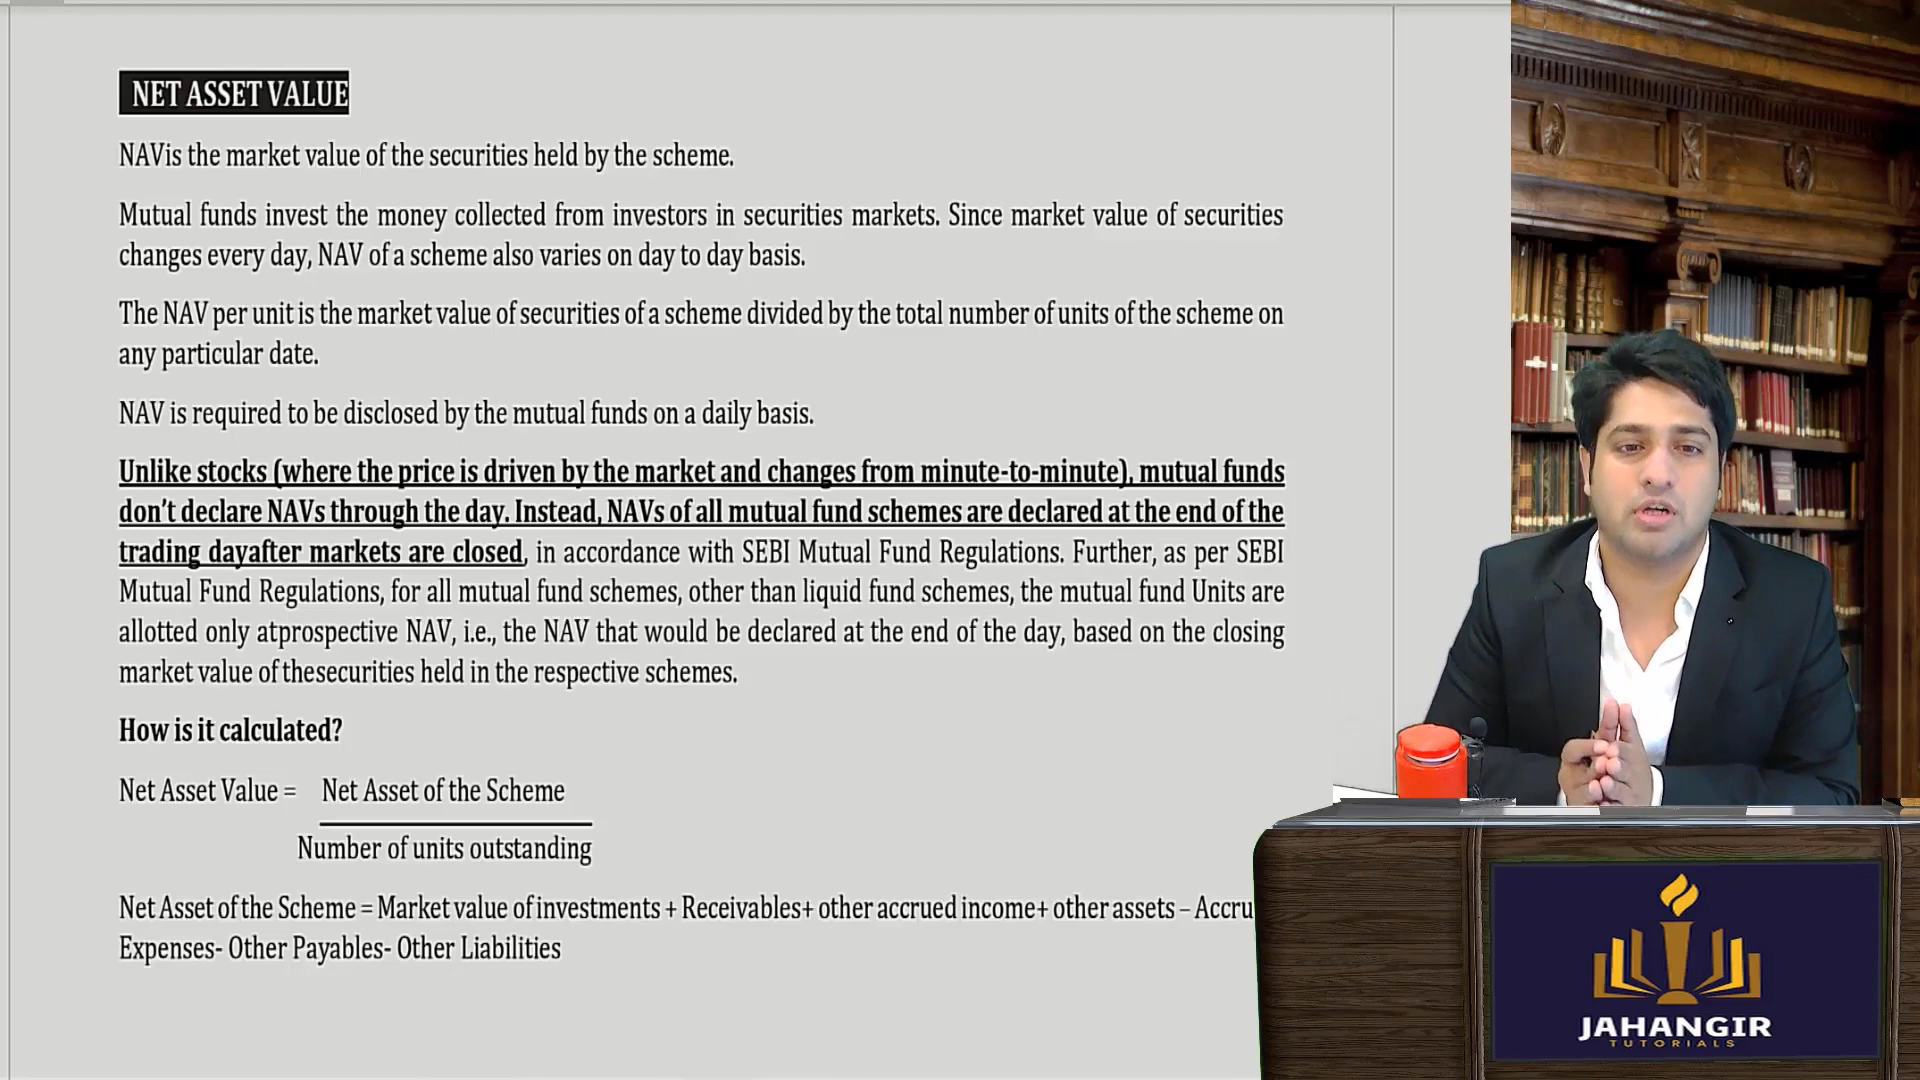 NET ASSET VALUE
NAVis the market value of the securities held by the scheme.
Mutual funds invest the money collected from investors in securities markets. Since market value of securities
changes every day, NAV of a scheme also varies on day to day basis.
The NAV per unit is the market value of securities of a scheme divided by the total number of units of the scheme on
any particular date.
NAV is required to be disclosed by the mutual funds on a daily basis.
Unlike stocks (where the price is driven by the market and changes from minute-to-minute), mutual funds
don’t declare NAVs through the day. Instead, NAVs of all mutual fund schemes are declared at the end of the
trading dayafter markets are closed, in accordance with SEBI Mutual Fund Regulations. Further, as per SEBI
Mutual Fund Regulations, for all mutual fund schemes, other than liquid fund schemes, the mutual fund Units are
allotted only atprospective NAV, i.e., the NAV that would be declared at the end of the day, based on the closing
market value of thesecurities held in the respective schemes.
How is it calculated?
Net Asset Value = Net Asset of the Scheme
Number of units outstanding
Net Asset of the Scheme = Market value of investments + Receivables+ other accrued income+ other assets – Accru
Expenses- Other Payables- Other Liabilities
JAHANGIR
TUTORIALS